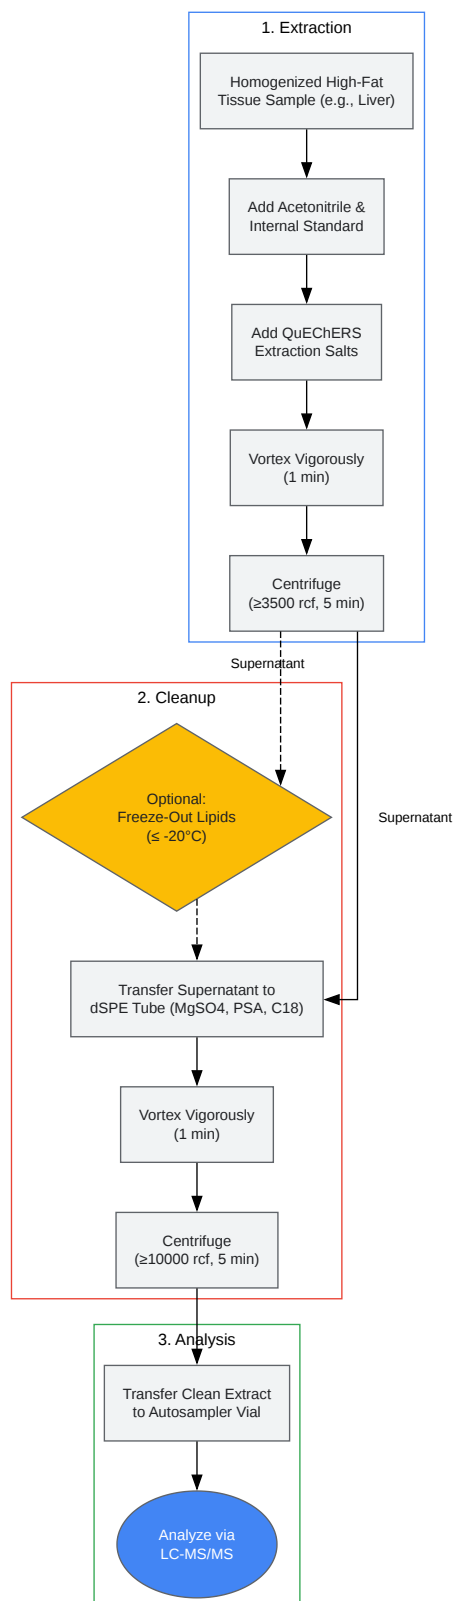 1. Extraction
Homogenized High-Fat
Tissue Sample (e.g., Liver)
Add Acetonitrile &
Internal Standard
Add QuEChERS
Extraction Salts
Vortex Vigorously
(1 min)
Centrifuge
(≥3500 rcf, 5 min)
Supernatant
2. Cleanup
Optional:
Freeze-Out Lipids
(≤ -20°C)
Supernatant
Transfer Supernatant to
dSPE Tube (MgSO4, PSA, C18)
Vortex Vigorously
(1 min)
Centrifuge
(≥10000 rcf, 5 min)
3. Analysis
Transfer Clean Extract
to Autosampler Vial
Analyze via
LC-MS/MS